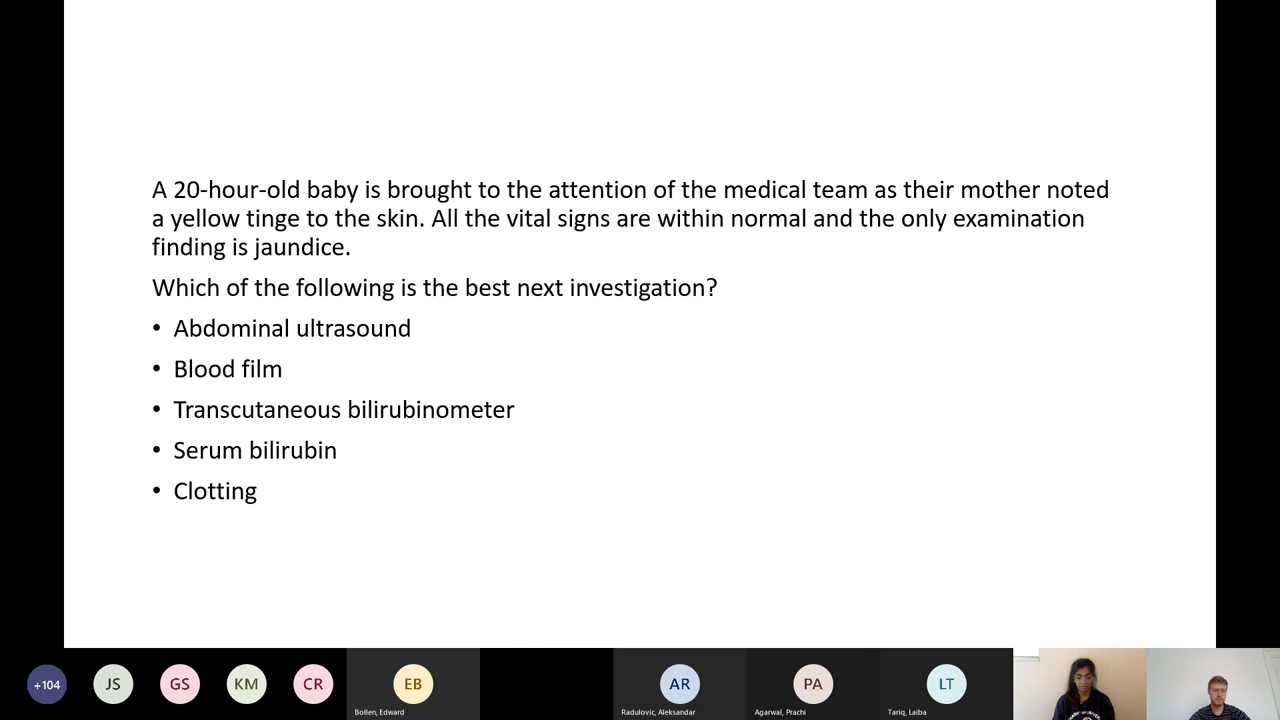 A 20-hour-old baby is brought to the attention of the medical team as their mother noted
a yellow tinge to the skin. All the vital signs are within normal and the only examination
finding is jaundice.
Which of the following is the best next investigation?
• Abdominal ultrasound
• Blood film
• Transcutaneous bilirubinometer
• Serum bilirubin
• Clotting
+104 JS GS KM CR EB AR PA LT
Bollen, Edward Radulovic, Aleksandar Agarwal, Prachi Tariq, Laiba